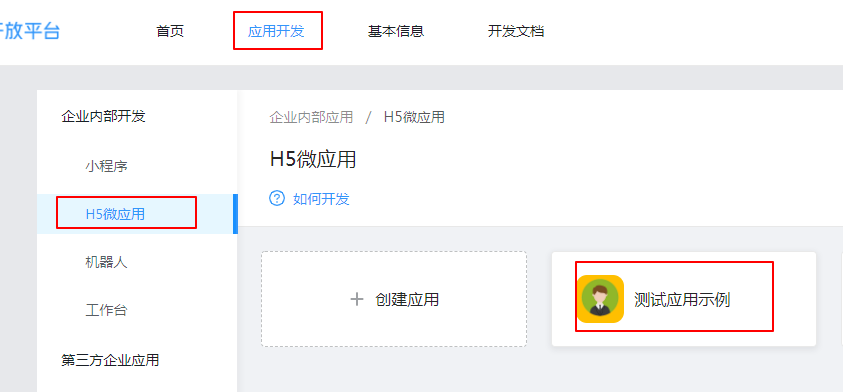 开放平台 首页 应用开发 基本信息 开发文档
企业内部开发
小程序
H5微应用
机器人
工作台
第三方企业应用
企业内部应用 / H5微应用
H5微应用
如何开发
+ 创建应用
测试应用示例